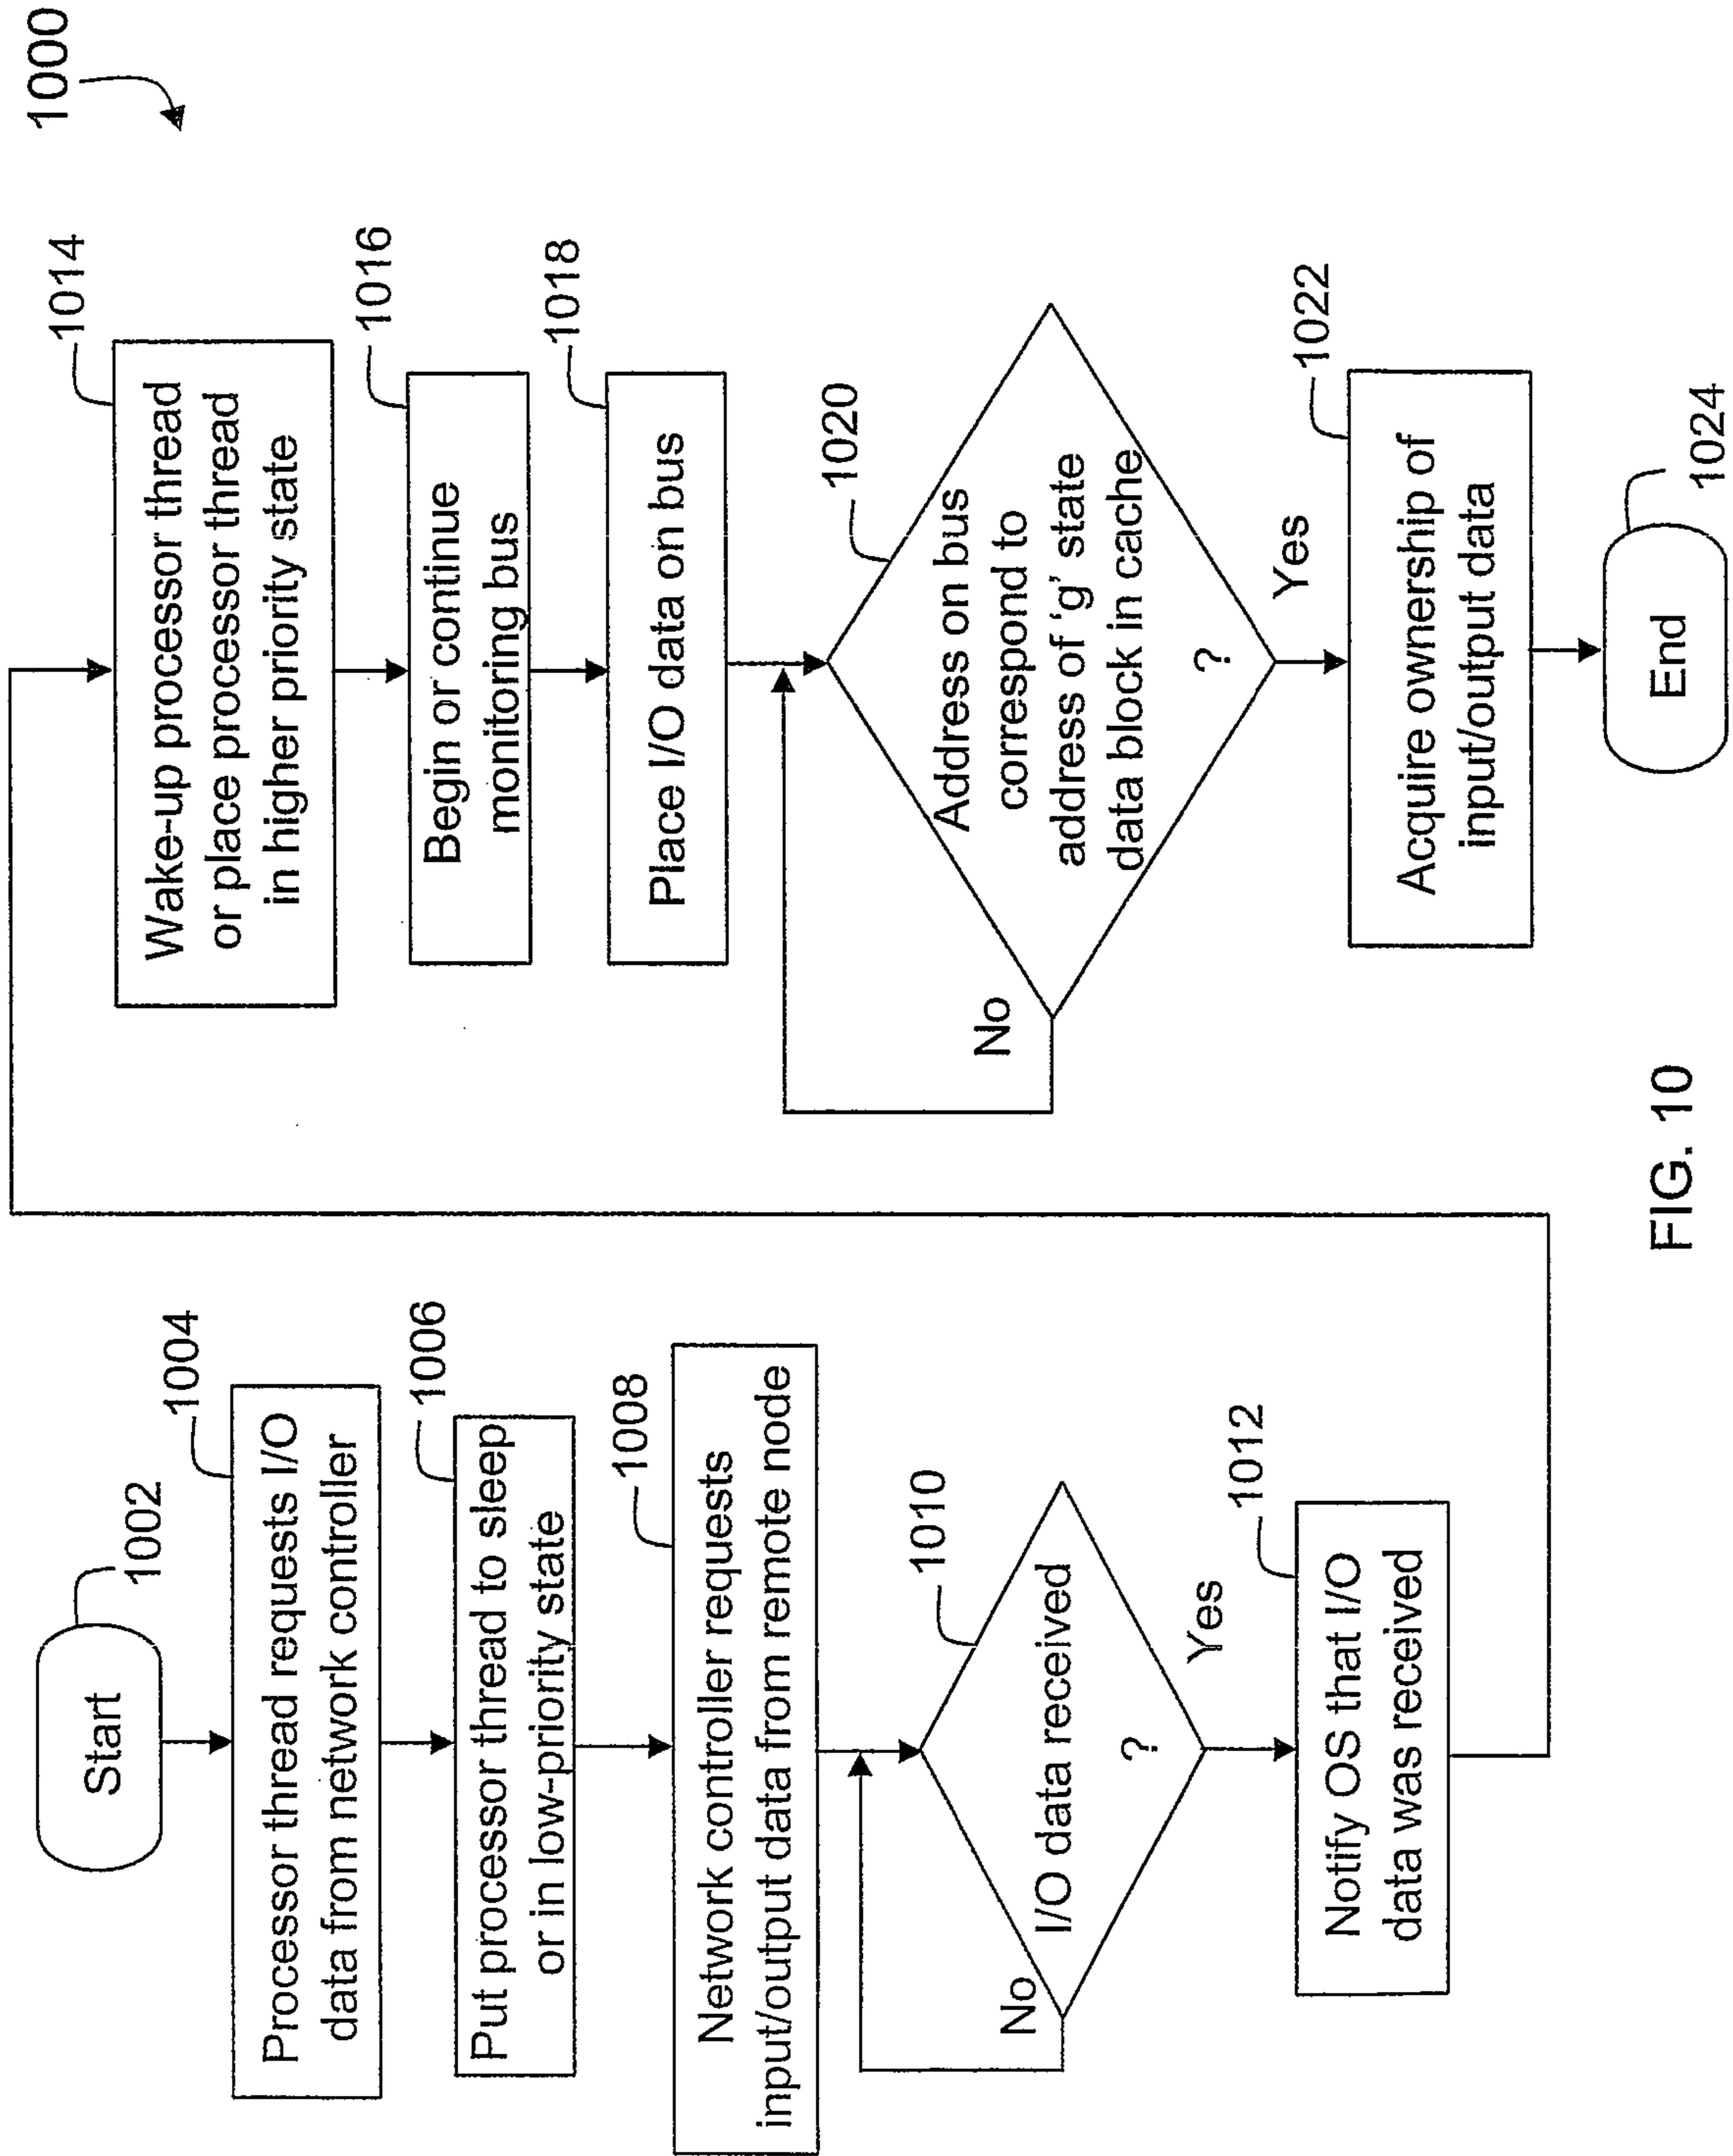 1000
Start
1002
Processor thread requests I/O
data from network controller
1004
Put processor thread to sleep
or in low-priority state
1006
Network controller requests
input/output data from remote node
1008
I/O data received
?
1010
No
Yes
Notify OS that I/O
data was received
1012
Wake-up processor thread
or place processor thread
in higher priority state
1014
Begin or continue
monitoring bus
1016
Place I/O data on bus
1018
Address on bus
correspond to
address of ‘g’ state
data block in cache
?
1020
No
Yes
Acquire ownership of
input/output data
1022
End
1024
FIG. 10